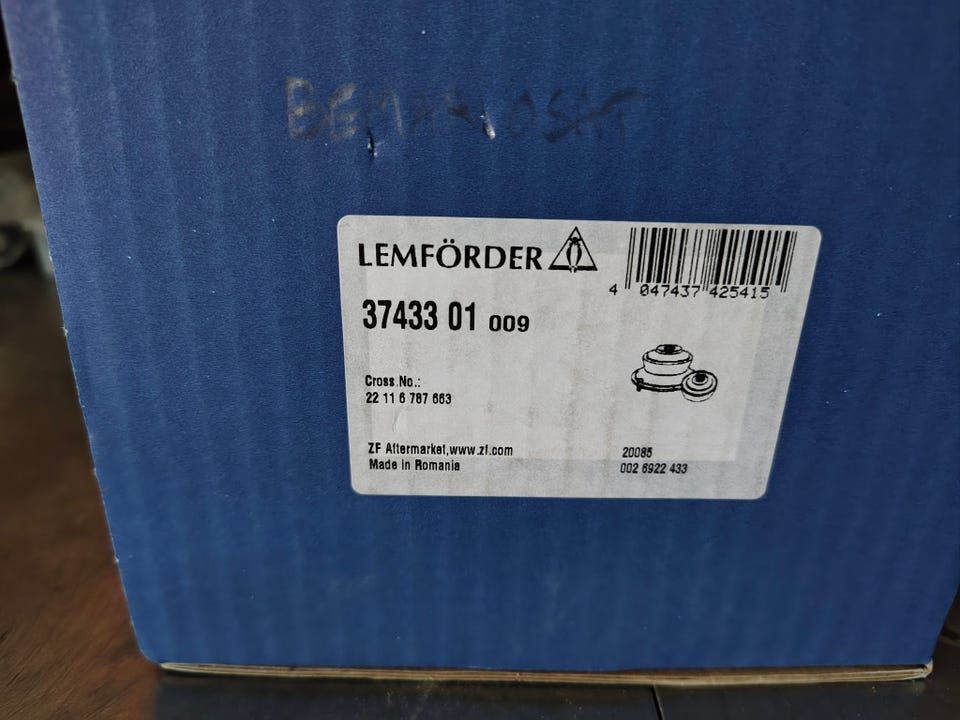 LEMFÖRDER
4 047437 425415
37433 01 009
Cross No.:
22 11 6 787 663
ZF Aftermarket,www.zf.com
Made in Romania
20085
002 6922 433